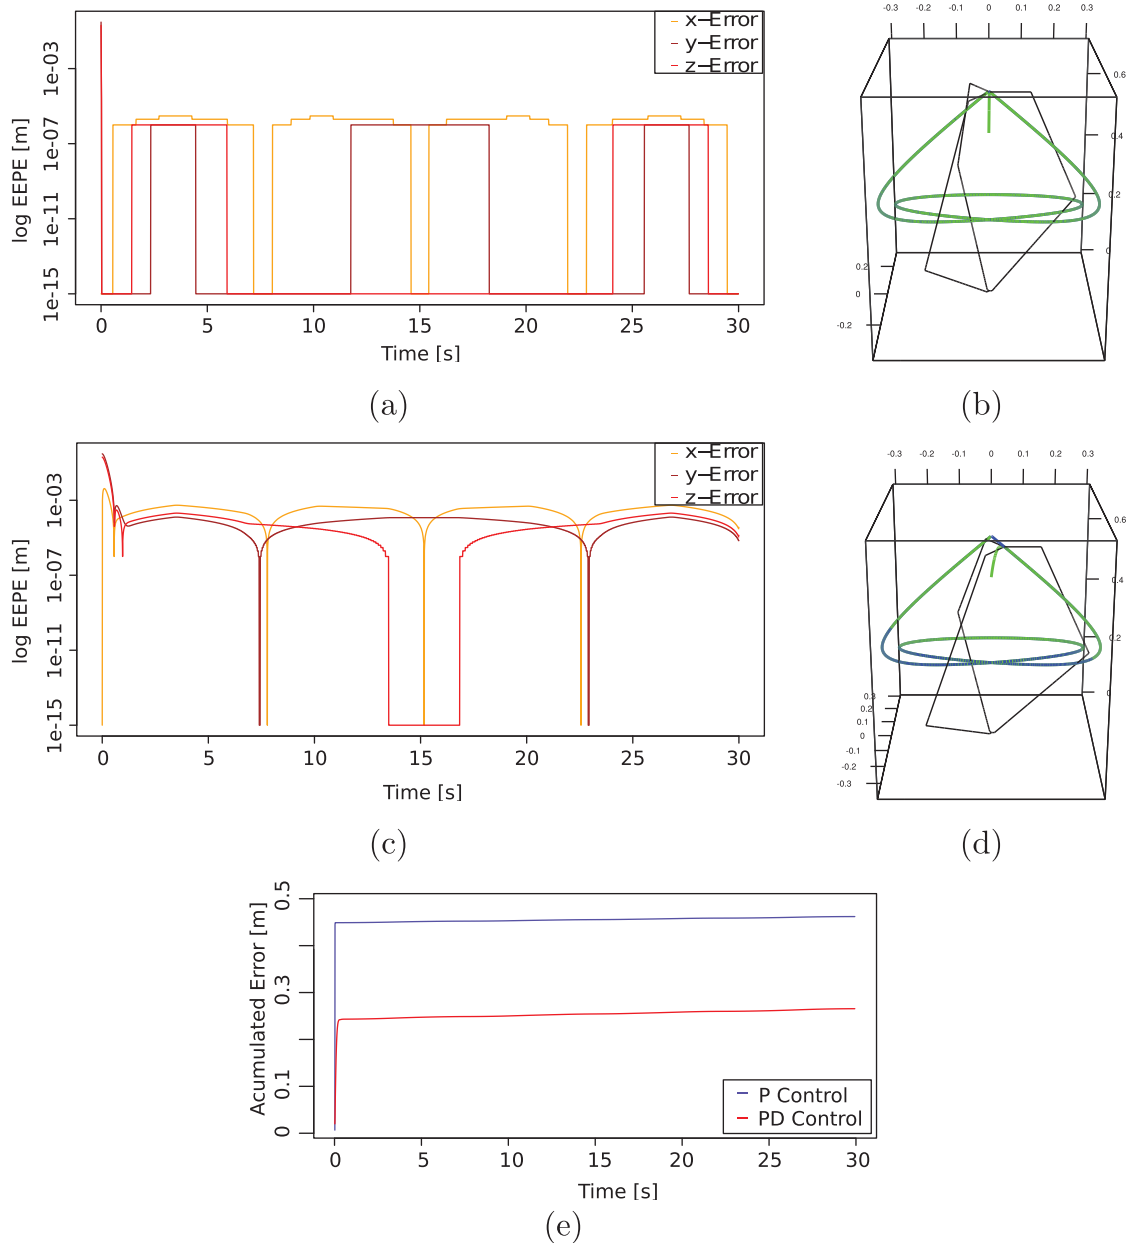 x−Error
y−Error
z−Error
1e-03
1e-07
1e-11
1e-15
log EEPE [m]
0 5 10 15 20 25 30
Time [s]
(a)
-0.3 -0.2 -0.1 0 0.1 0.2 0.3
0.6
0.4
0.2
0
0.2
0
-0.2
(b)
x−Error
y−Error
z−Error
1e-03
1e-07
1e-11
1e-15
log EEPE [m]
0 5 10 15 20 25 30
Time [s]
(c)
-0.3 -0.2 -0.1 0 0.1 0.2 0.3
0.6
0.4
0.2
0
0.3
0.2
0.1
0
-0.1
-0.2
-0.3
(d)
0.5
0.3
0.1
0
Acumulated Error [m]
P Control
PD Control
0 5 10 15 20 25 30
Time [s]
(e)